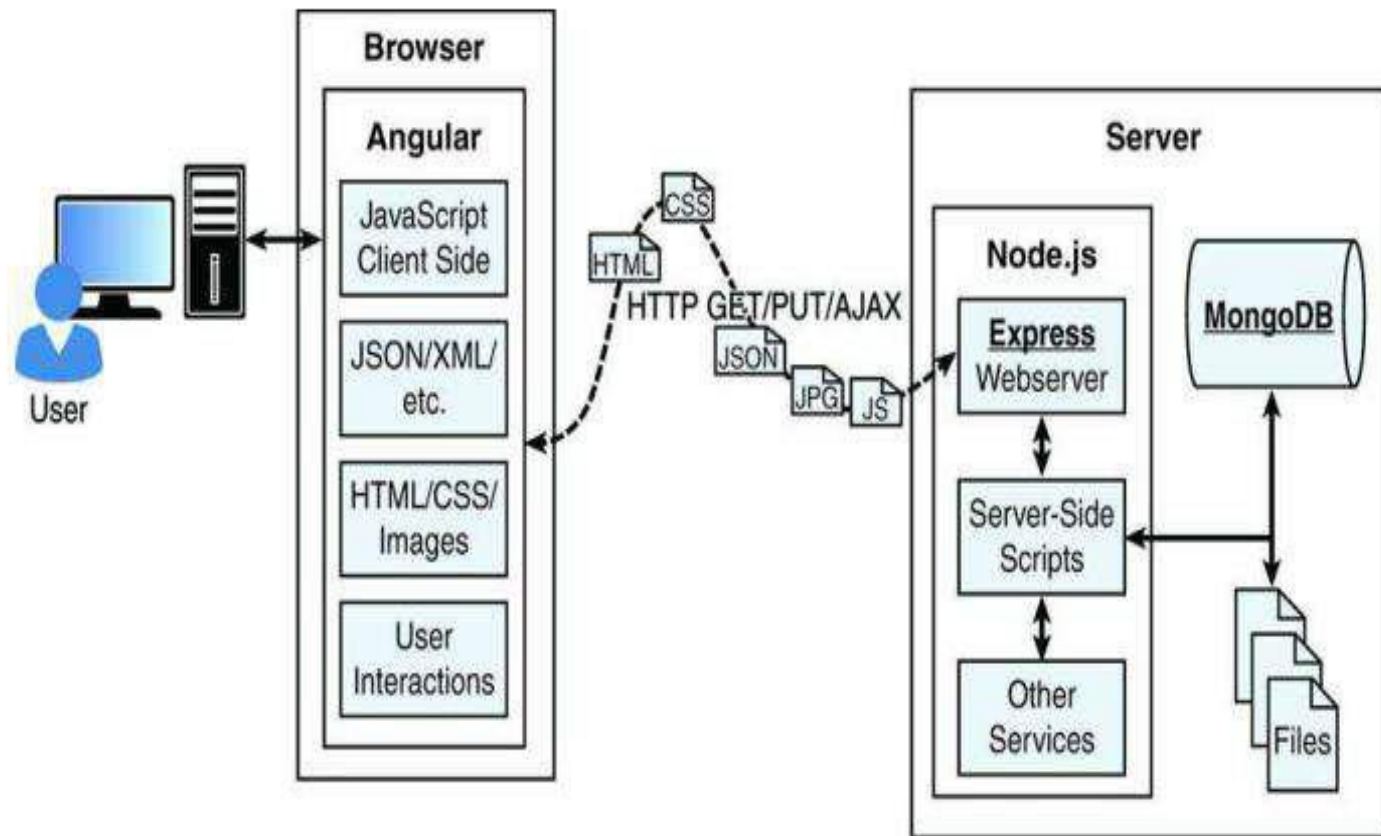 Browser
Angular
JavaScript
Client Side
JSON/XML/
etc.
HTML/CSS/
Images
User
Interactions
User
HTML
CSS
HTTP GET/PUT/AJAX
JSON
JPG
JS
Server
Node.js
Express
Webserver
Server-Side
Scripts
Other
Services
MongoDB
Files